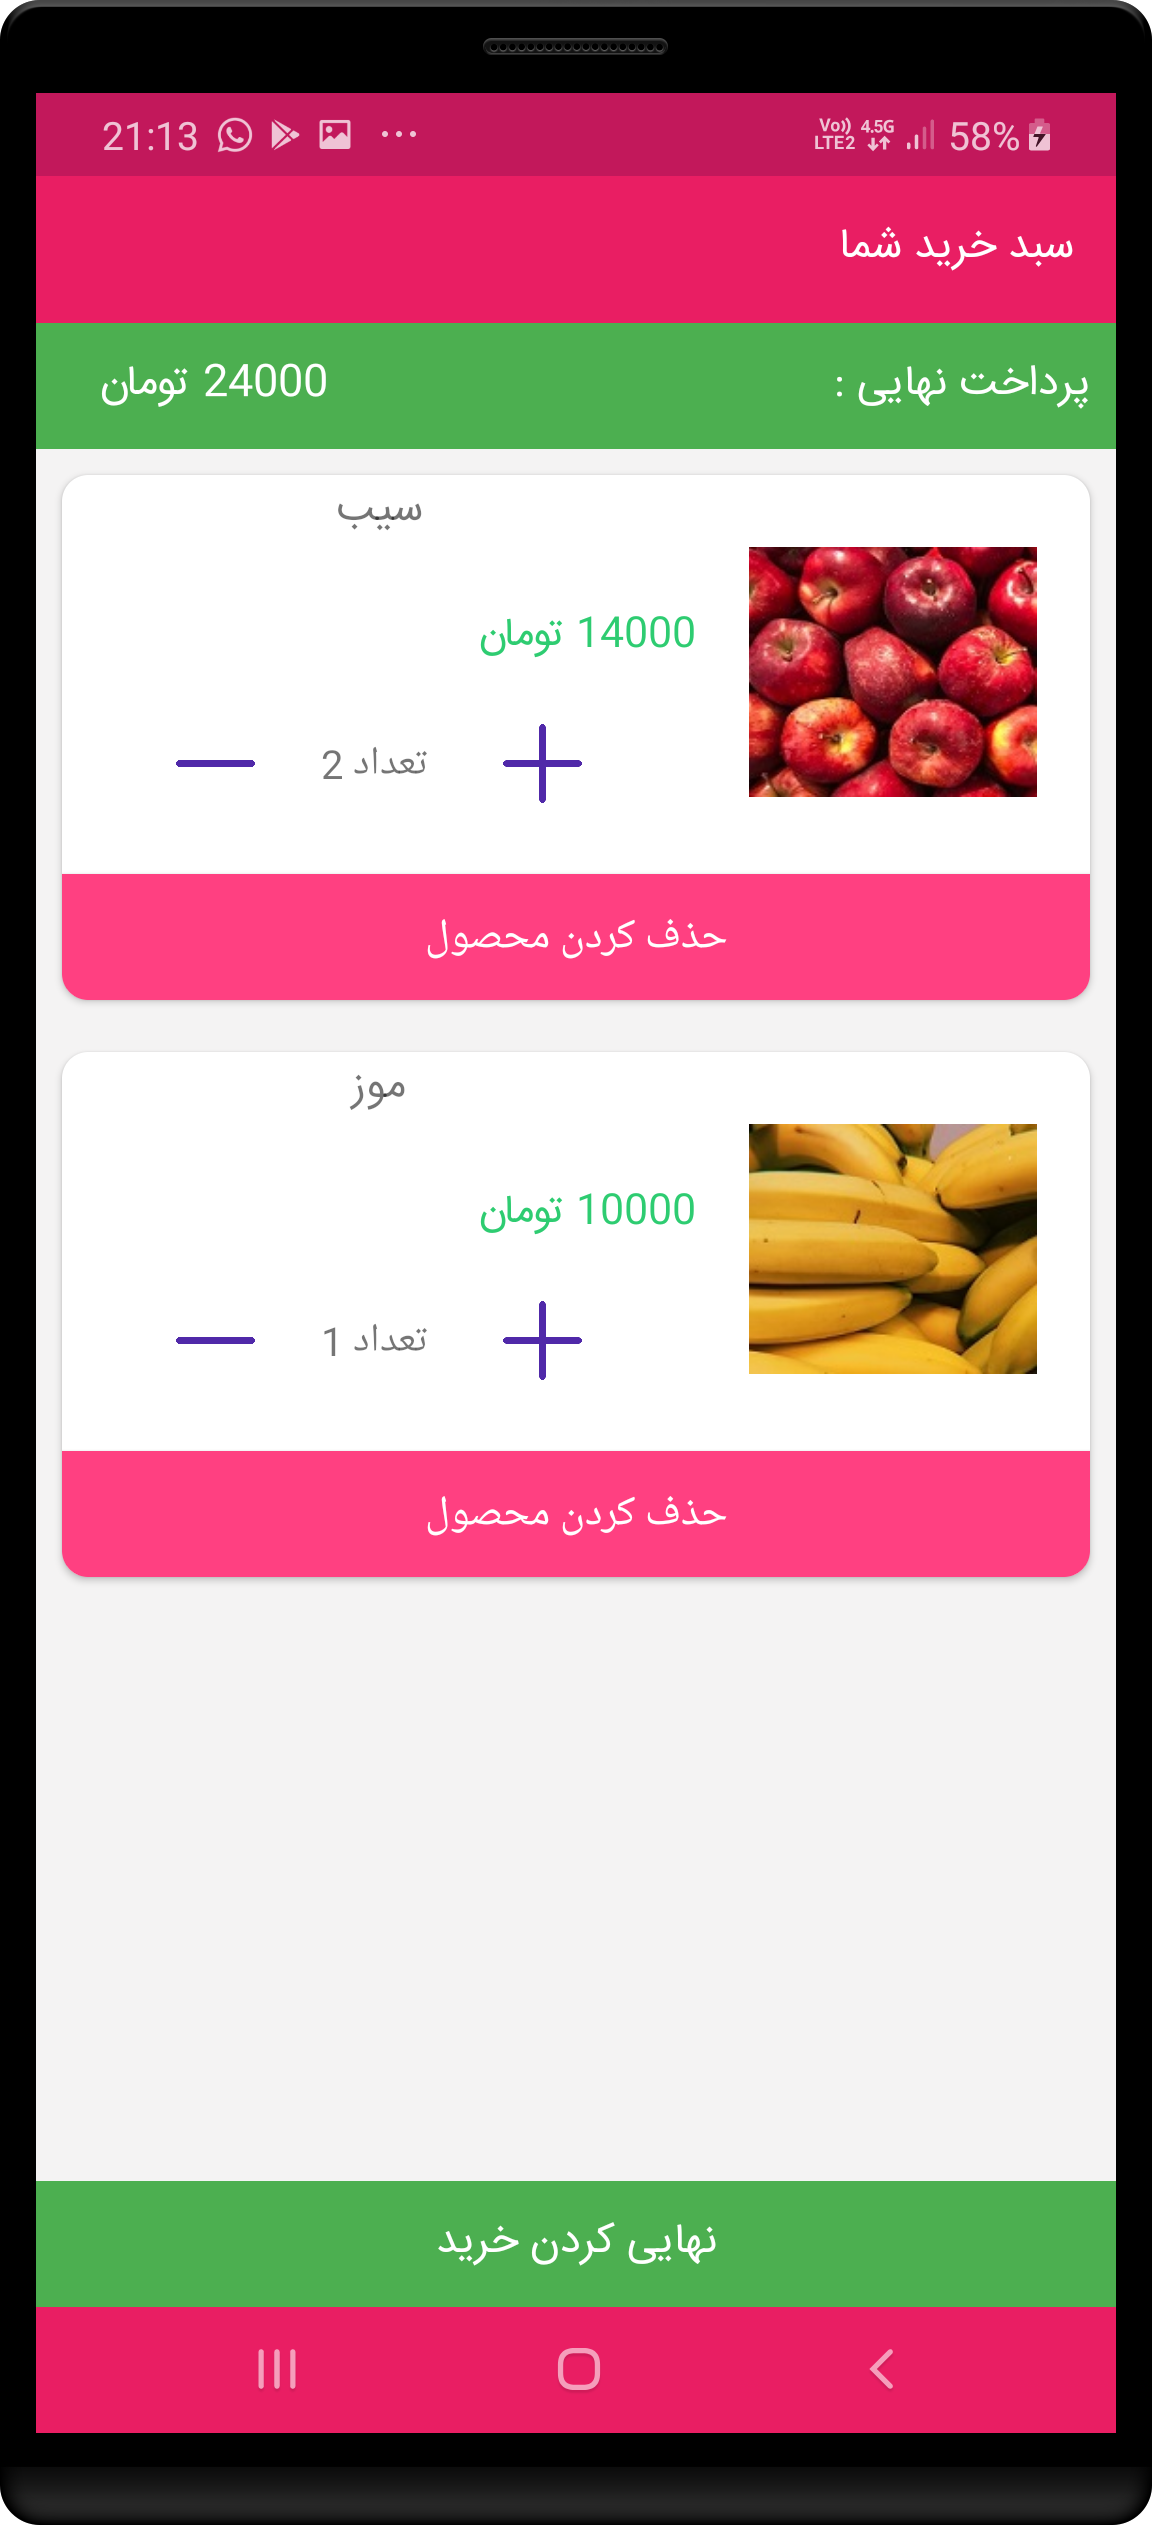 21:13
Vo)) 4.5G 58%
LTE2
سبد خرید شما
پرداخت نهایی :
24000 تومان
سیب
14000 تومان
تعداد 2
حذف کردن محصول
موز
10000 تومان
تعداد 1
حذف کردن محصول
نهایی کردن خرید